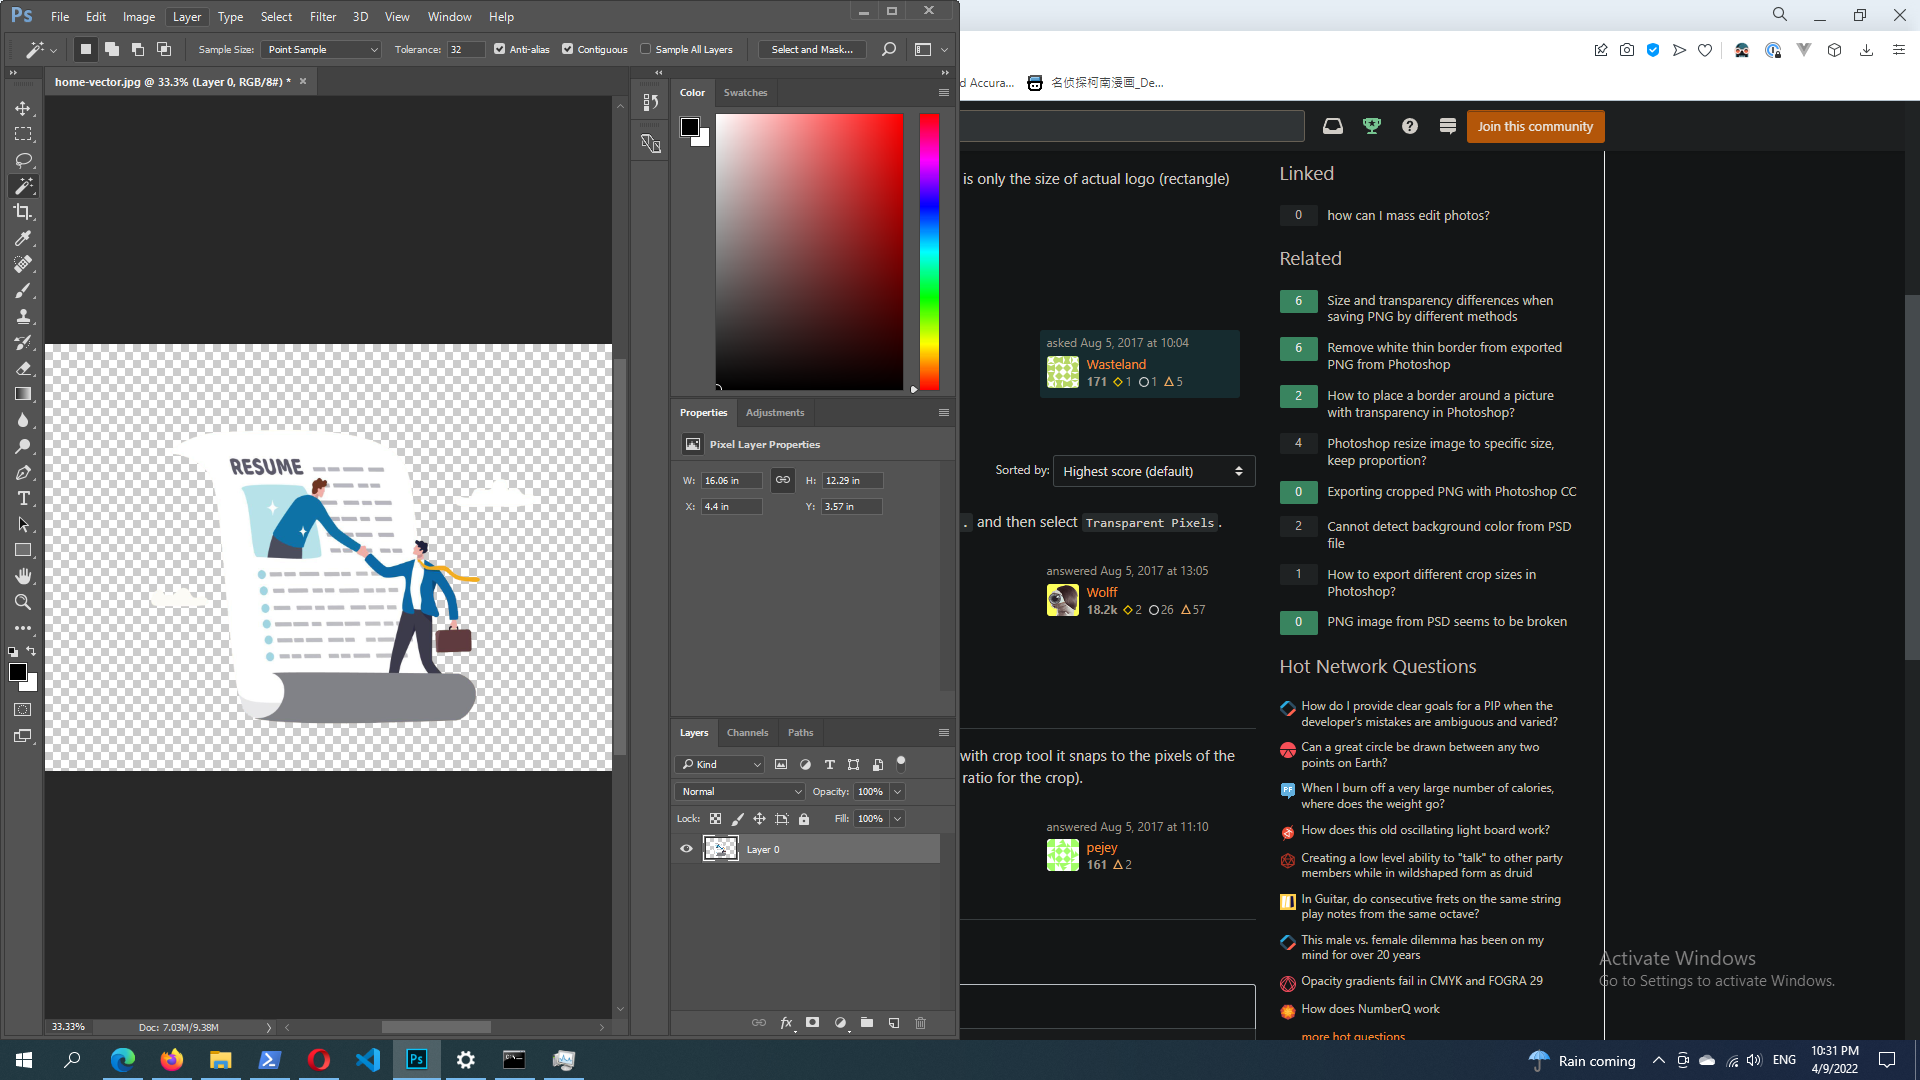 Ps File Edit Image Layer Type Select Filter 3D View Window Help
Sample Size: Point Sample Tolerance: 32 Anti-alias Contiguous Sample All Layers Select and Mask...
home-vector.jpg @ 33.3% (Layer 0, RGB/8#) *
RESUME
33.33% Doc: 7.03M/9.38M
Color Swatches
Properties Adjustments
Pixel Layer Properties
W: 16.06 in H: 12.29 in
X: 4.4 in Y: 3.57 in
Layers Channels Paths
Kind
Normal Opacity: 100%
Lock: Fill: 100%
Layer 0
d Accura... 名侦探柯南漫画_De...
Join this community
is only the size of actual logo (rectangle)
asked Aug 5, 2017 at 10:04
Wasteland
171 1 1 5
Sorted by: Highest score (default)
. and then select Transparent Pixels.
answered Aug 5, 2017 at 13:05
Wolff
18.2k 2 26 57
with crop tool it snaps to the pixels of the
ratio for the crop).
answered Aug 5, 2017 at 11:10
pejey
161 2
Linked
0 how can I mass edit photos?
Related
6 Size and transparency differences when
saving PNG by different methods
6 Remove white thin border from exported
PNG from Photoshop
2 How to place a border around a picture
with transparency in Photoshop?
4 Photoshop resize image to specific size,
keep proportion?
0 Exporting cropped PNG with Photoshop CC
2 Cannot detect background color from PSD
file
1 How to export different crop sizes in
Photoshop?
0 PNG image from PSD seems to be broken
Hot Network Questions
How do I provide clear goals for a PIP when the
developer's mistakes are ambiguous and varied?
Can a great circle be drawn between any two
points on Earth?
When I burn off a very large number of calories,
where does the weight go?
How does this old oscillating light board work?
Creating a low level ability to "talk" to other party
members while in wildshaped form as druid
In Guitar, do consecutive frets on the same string
play notes from the same octave?
This male vs. female dilemma has been on my
mind for over 20 years
Opacity gradients fail in CMYK and FOGRA 29
How does NumberQ work
more hot questions
Activate Windows
Go to Settings to activate Windows.
Ps
Rain coming
ENG
10:31 PM
4/9/2022